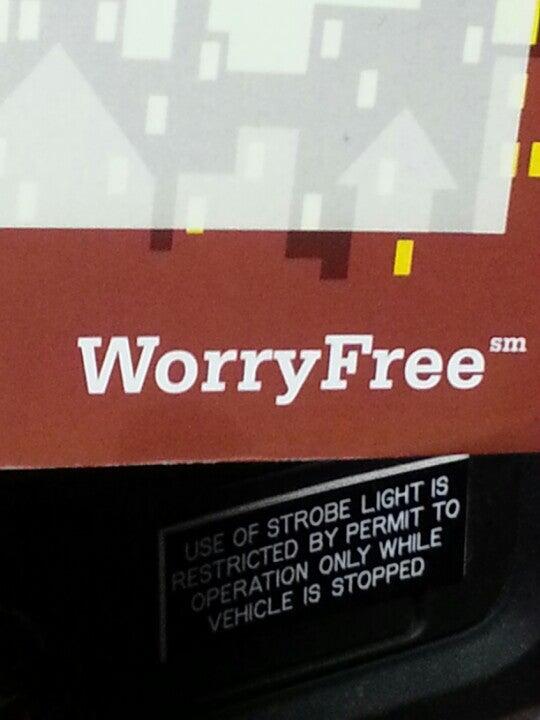 WorryFree sm
USE OF STROBE LIGHT IS
RESTRICTED BY PERMIT TO
OPERATION ONLY WHILE
VEHICLE IS STOPPED